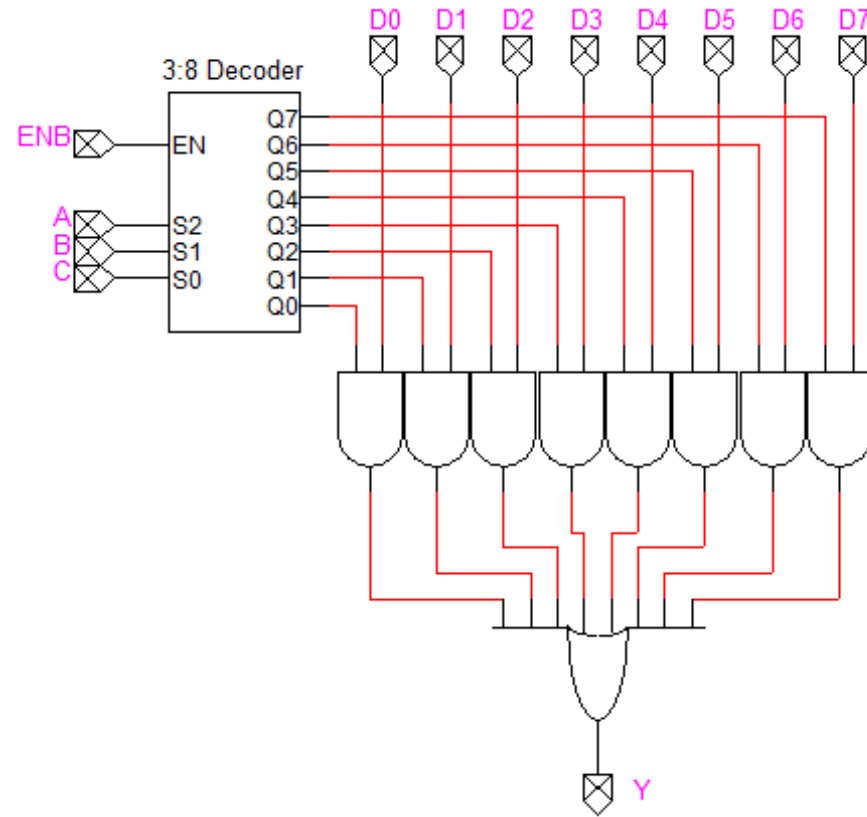 D0 D1 D2 D3 D4 D5 D6 D7
3:8 Decoder
ENB EN Q7
Q6
Q5
Q4
A S2 Q3
B S1 Q2
C S0 Q1
Q0
Y